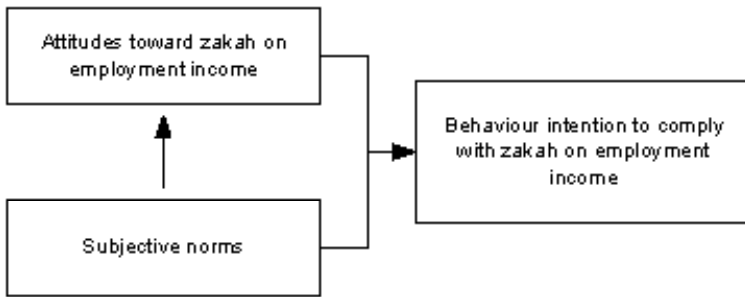 Attitudes toward zakah on
employment income
Behaviour intention to comply
with zakah on employment
income
Subjective norms